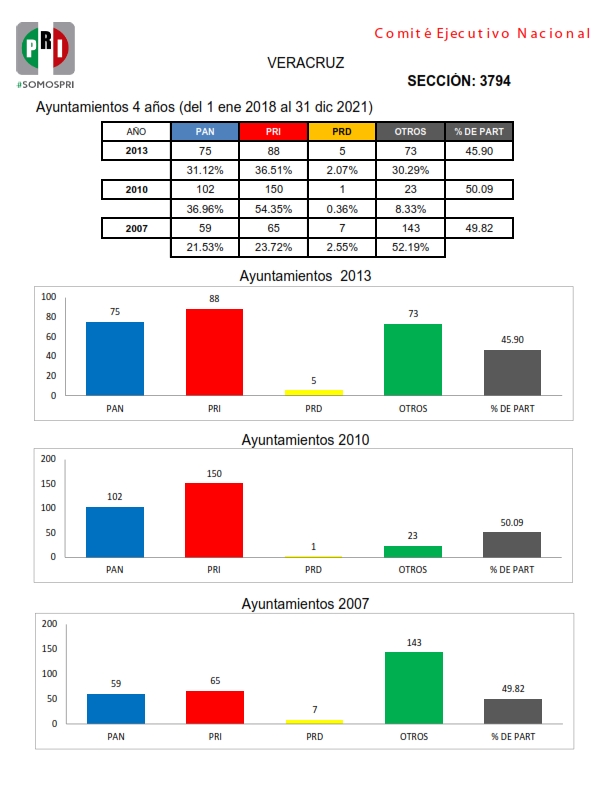 Comité Ejecutivo Nacional
PRI
#SOMOSPRI
VERACRUZ
SECCIÓN: 3794
Ayuntamientos 4 años (del 1 ene 2018 al 31 dic 2021)
AÑO PAN PRI PRD OTROS % DE PART
2013 75 88 5 73 45.90
31.12% 36.51% 2.07% 30.29%
2010 102 150 1 23 50.09
36.96% 54.35% 0.36% 8.33%
2007 59 65 7 143 49.82
21.53% 23.72% 2.55% 52.19%
Ayuntamientos 2013
100
80
60
40
20
0
75 88 5 73 45.90
PAN PRI PRD OTROS % DE PART
Ayuntamientos 2010
200
150
100
50
0
102 150 1 23 50.09
PAN PRI PRD OTROS % DE PART
Ayuntamientos 2007
200
150
100
50
0
59 65 7 143 49.82
PAN PRI PRD OTROS % DE PART